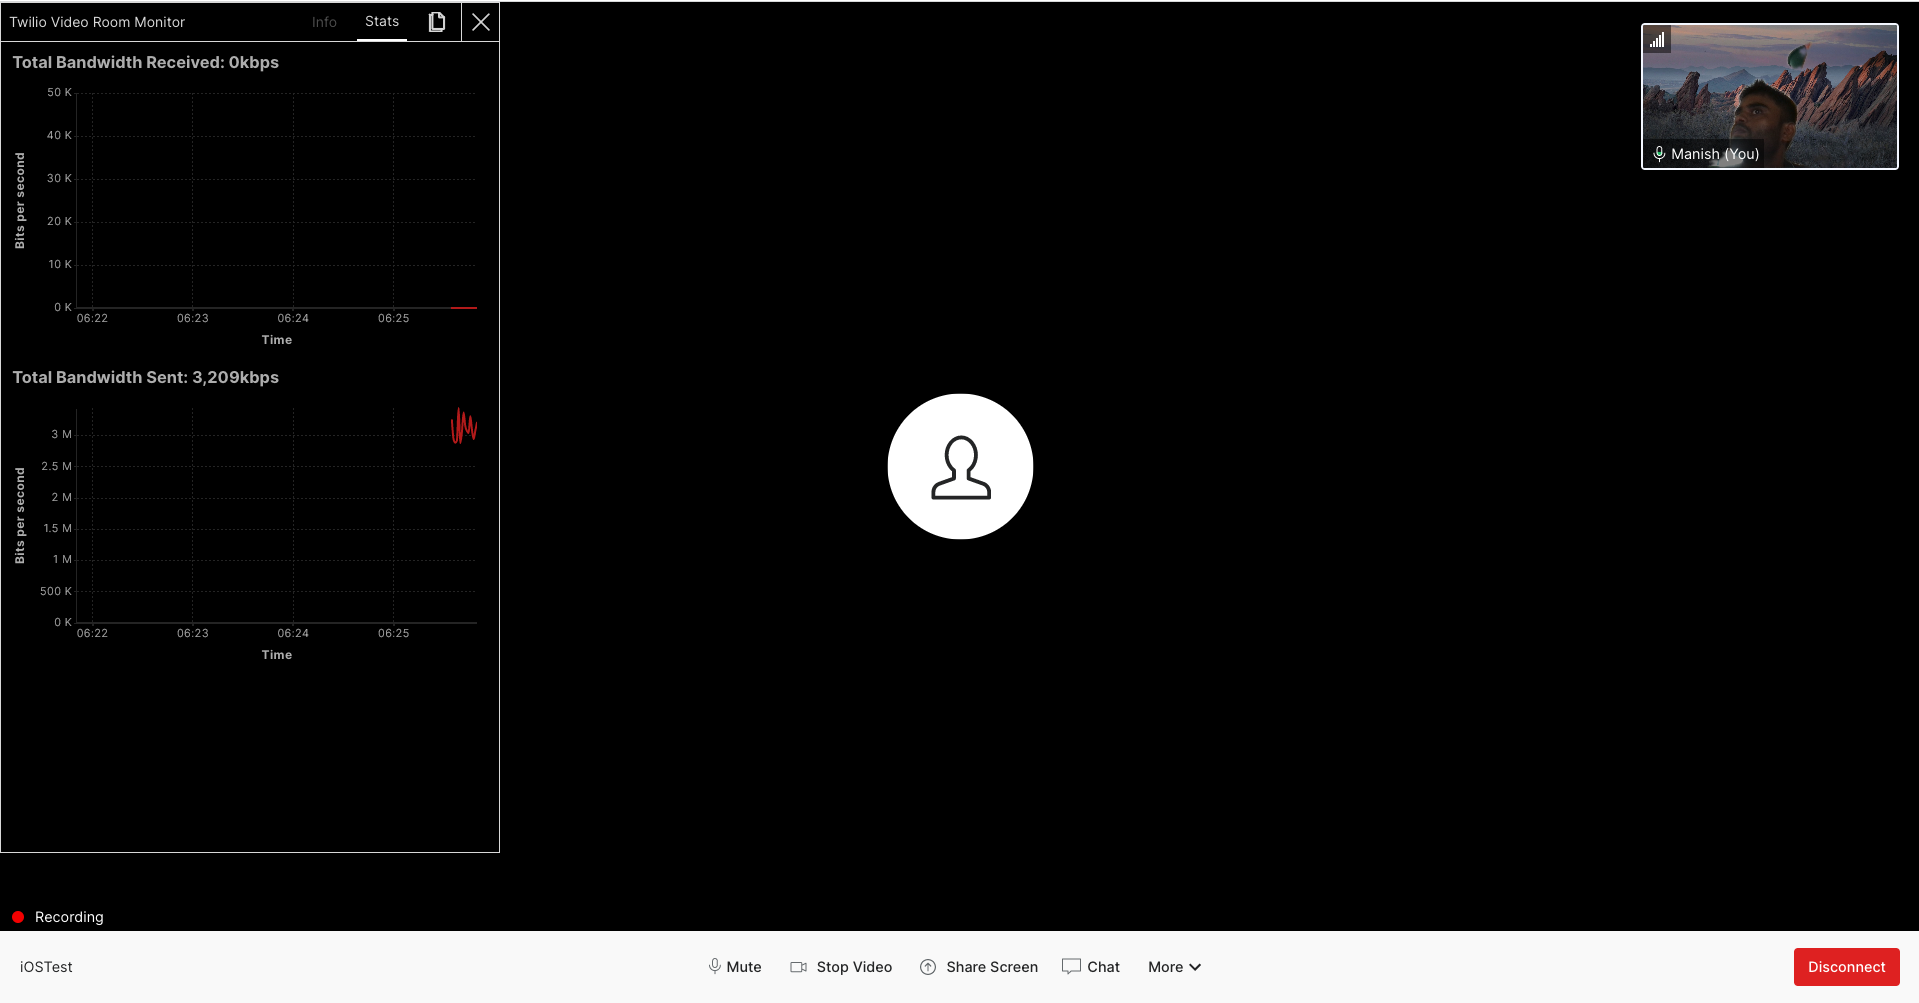 Twilio Video Room Monitor
Info
Stats
Total Bandwidth Received: 0kbps
50 K
40 K
30 K
20 K
10 K
0 K
Bits per second
06:22 06:23 06:24 06:25
Time
Total Bandwidth Sent: 3,209kbps
3 M
2.5 M
2 M
1.5 M
1 M
500 K
0 K
Bits per second
06:22 06:23 06:24 06:25
Time
Manish (You)
Recording
iOSTest
Mute
Stop Video
Share Screen
Chat
More
Disconnect